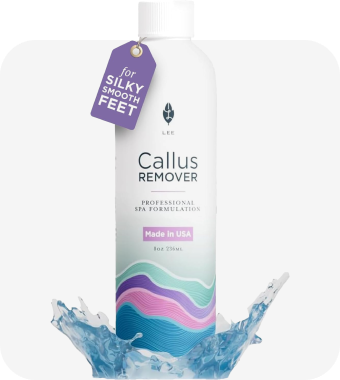 for
SILKY
SMOOTH
FEET
LEE
Callus
REMOVER
PROFESSIONAL
SPA FORMULATION
Made in USA